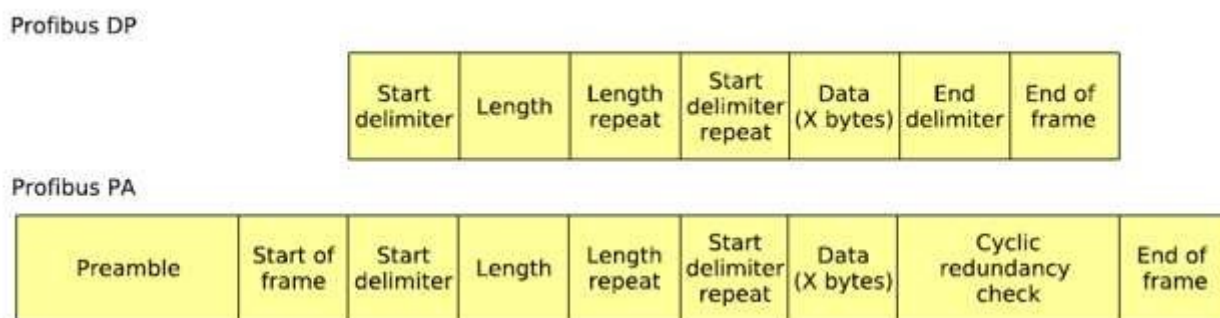 Profibus DP
Start
delimiter
Length
Length
repeat
Start
delimiter
repeat
Data
(X bytes)
End
delimiter
End of
frame
Profibus PA
Preamble
Start of
frame
Start
delimiter
Length
Length
repeat
Start
delimiter
repeat
Data
(X bytes)
Cyclic
redundancy
check
End of
frame